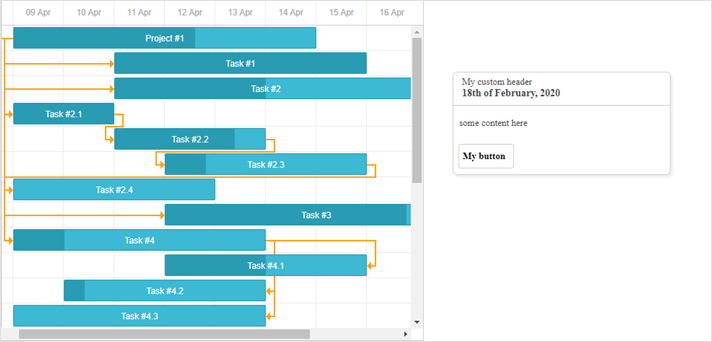 09 Apr 10 Apr 11 Apr 12 Apr 13 Apr 14 Apr 15 Apr 16 Apr
Project #1
Task #1
Task #2
Task #2.1
Task #2.2
Task #2.3
Task #2.4
Task #3
Task #4
Task #4.1
Task #4.2
Task #4.3
My custom header
18th of February, 2020
some content here
My button